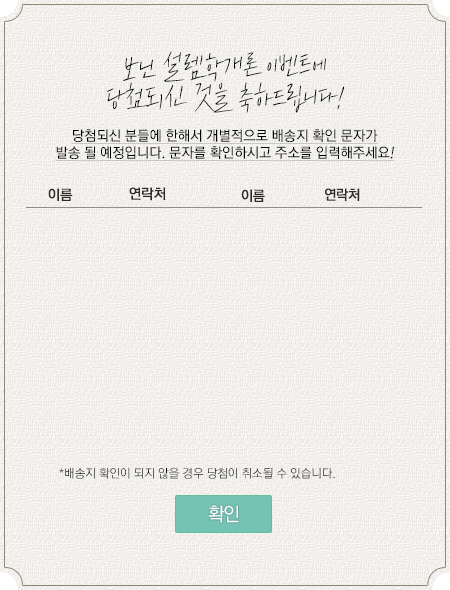 보닌 설렘학개론 이벤트에
당첨되신 것을 축하드립니다!
당첨되신 분들에 한해서 개별적으로 배송지 확인 문자가
발송 될 예정입니다. 문자를 확인하시고 주소를 입력해주세요!
이름 연락처 이름 연락처
*배송지 확인이 되지 않을 경우 당첨이 취소될 수 있습니다.
확인